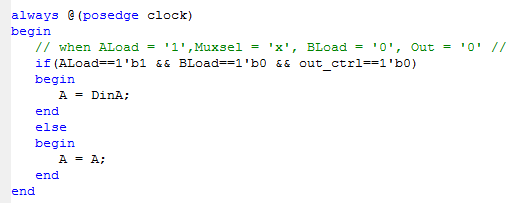 always @(posedge clock)
begin
// when ALoad = '1',Muxsel = 'x', BLoad = '0', Out = '0' //
if(ALoad==1'b1 && BLoad==1'b0 && out_ctrl==1'b0)
begin
A = DinA;
end
else
begin
A = A;
end
end